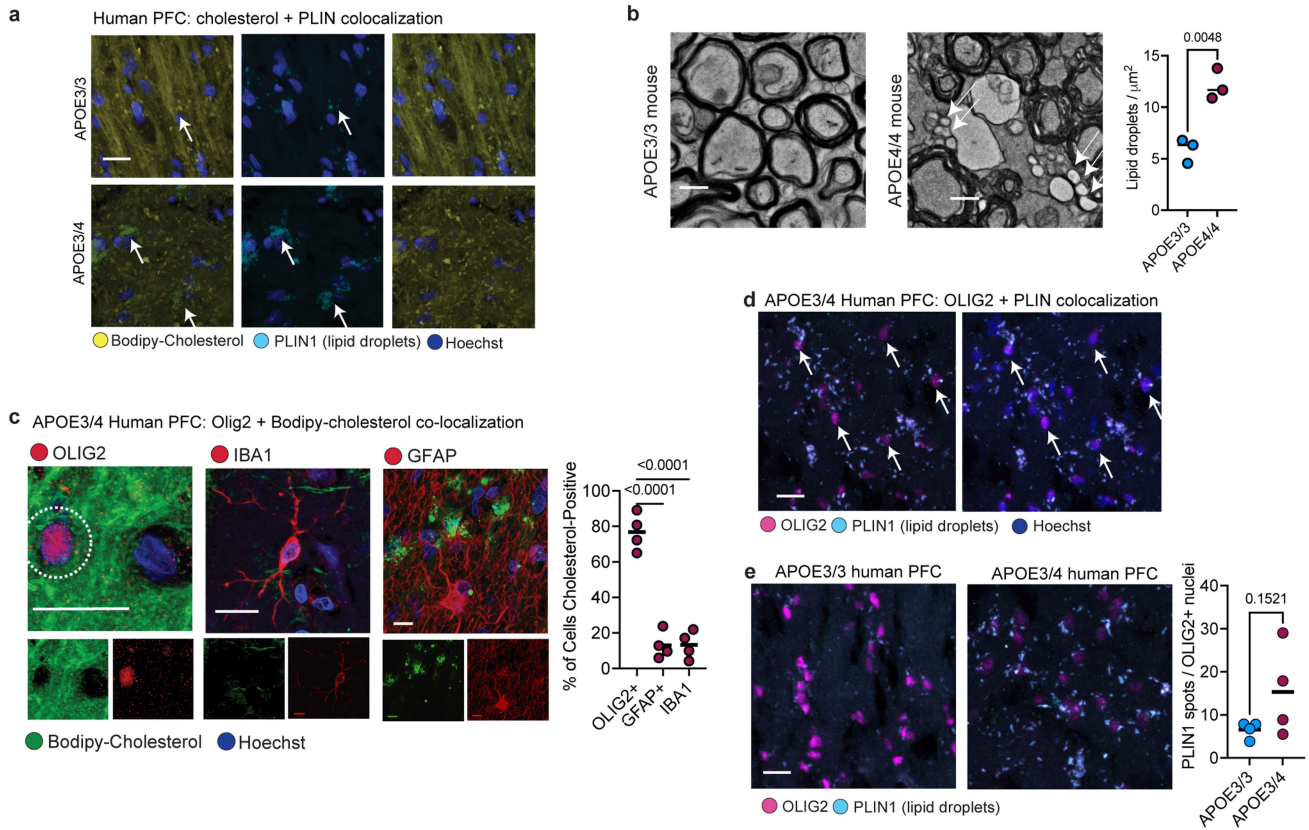 a
Human PFC: cholesterol + PLIN colocalization
APOE3/3
APOE3/4
Bodipy-Cholesterol PLIN1 (lipid droplets) Hoechst
b
APOE3/3 mouse
APOE4/4 mouse
Lipid droplets / µm²
0.0048
15
10
5
0
APOE3/3
APOE4/4
c
APOE3/4 Human PFC: Olig2 + Bodipy-cholesterol co-localization
OLIG2 IBA1 GFAP
Bodipy-Cholesterol Hoechst
% of Cells Cholesterol-Positive
<0.0001
<0.0001
100
80
60
40
20
0
OLIG2+
GFAP+
IBA1
d
APOE3/4 Human PFC: OLIG2 + PLIN colocalization
OLIG2 PLIN1 (lipid droplets) Hoechst
e
APOE3/3 human PFC APOE3/4 human PFC
OLIG2 PLIN1 (lipid droplets)
PLIN1 spots / OLIG2+ nuclei
0.1521
40
30
20
10
0
APOE3/3
APOE3/4